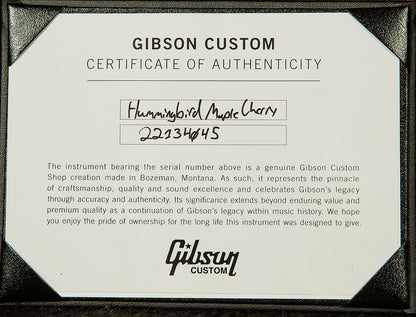 GIBSON CUSTOM
CERTIFICATE OF AUTHENTICITY
Hummingbird Maple Cherry
22134045
The instrument bearing the serial number above is a genuine Gibson Custom
Shop creation made in Bozeman, Montana. As such, it represents the pinnacle
of craftsmanship, quality and sound excellence and celebrates Gibson's legacy
through accuracy and authenticity. Its significance extends beyond enduring value and
premium quality as a continuation of Gibson's legacy within music history. We hope
you enjoy the pride of ownership for the long life this instrument was designed to give.
Gibson
CUSTOM